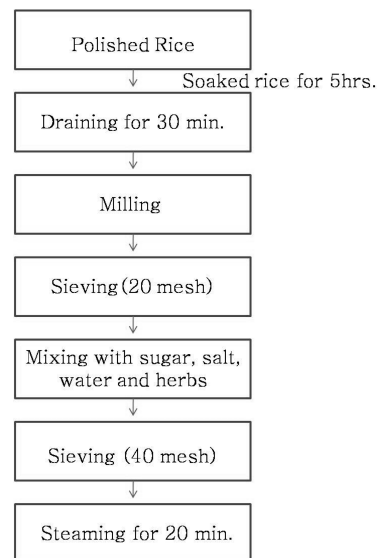 Polished Rice
Soaked rice for 5hrs.
Draining for 30 min.
Milling
Sieving(20 mesh)
Mixing with sugar, salt,
water and herbs
Sieving (40 mesh)
Steaming for 20 min.